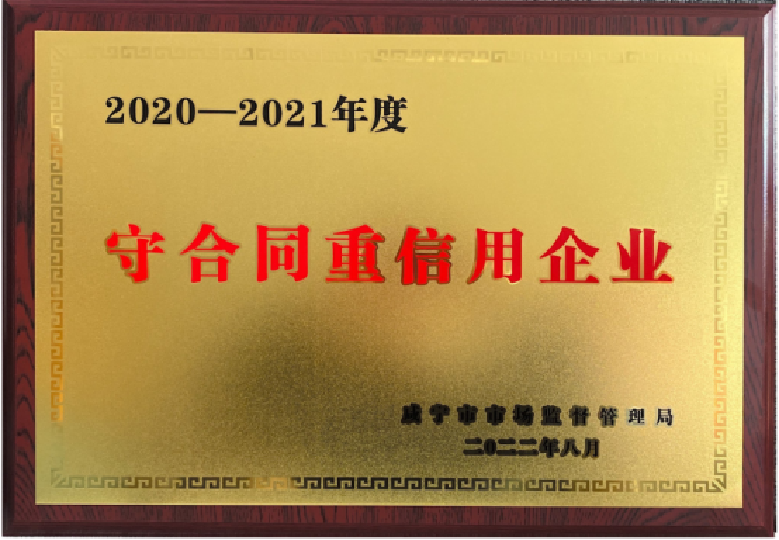 2020—2021年度
守合同重信用企业
咸宁市市场监督管理局
二0二二年八月